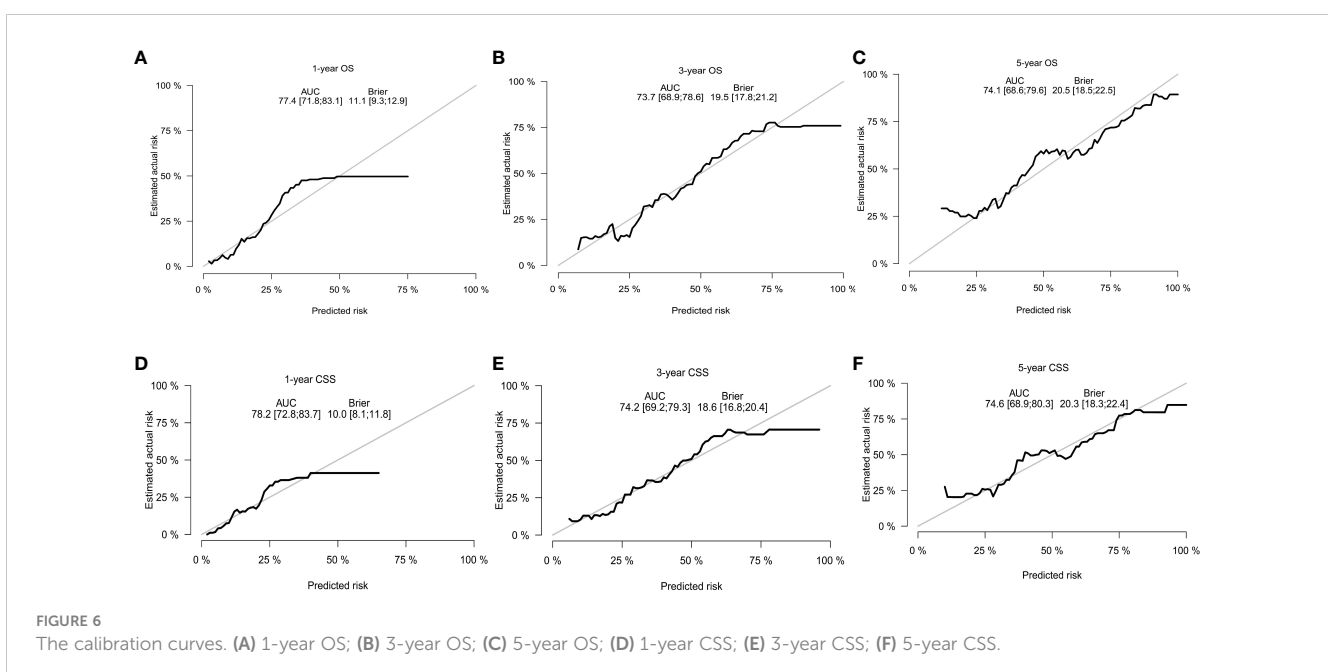 A
1-year OS
AUC Brier
77.4 [71.8;83.1] 11.1 [9.3;12.9]
Estimated actual risk
100 %
75 %
50 %
25 %
0 %
0 % 25 % 50 % 75 % 100 %
Predicted risk
B
3-year OS
AUC Brier
73.7 [68.9;78.6] 19.5 [17.8;21.2]
Estimated actual risk
100 %
75 %
50 %
25 %
0 %
0 % 25 % 50 % 75 % 100 %
Predicted risk
C
5-year OS
AUC Brier
74.1 [68.6;79.6] 20.5 [18.5;22.5]
Estimated actual risk
100 %
75 %
50 %
25 %
0 %
0 % 25 % 50 % 75 % 100 %
Predicted risk
D
1-year CSS
AUC Brier
78.2 [72.8;83.7] 10.0 [8.1;11.8]
Estimated actual risk
100 %
75 %
50 %
25 %
0 %
0 % 25 % 50 % 75 % 100 %
Predicted risk
E
3-year CSS
AUC Brier
74.2 [69.2;79.3] 18.6 [16.8;20.4]
Estimated actual risk
100 %
75 %
50 %
25 %
0 %
0 % 25 % 50 % 75 % 100 %
Predicted risk
F
5-year CSS
AUC Brier
74.6 [68.9;80.3] 20.3 [18.3;22.4]
Estimated actual risk
100 %
75 %
50 %
25 %
0 %
0 % 25 % 50 % 75 % 100 %
Predicted risk
FIGURE 6
The calibration curves. (A) 1-year OS; (B) 3-year OS; (C) 5-year OS; (D) 1-year CSS; (E) 3-year CSS; (F) 5-year CSS.